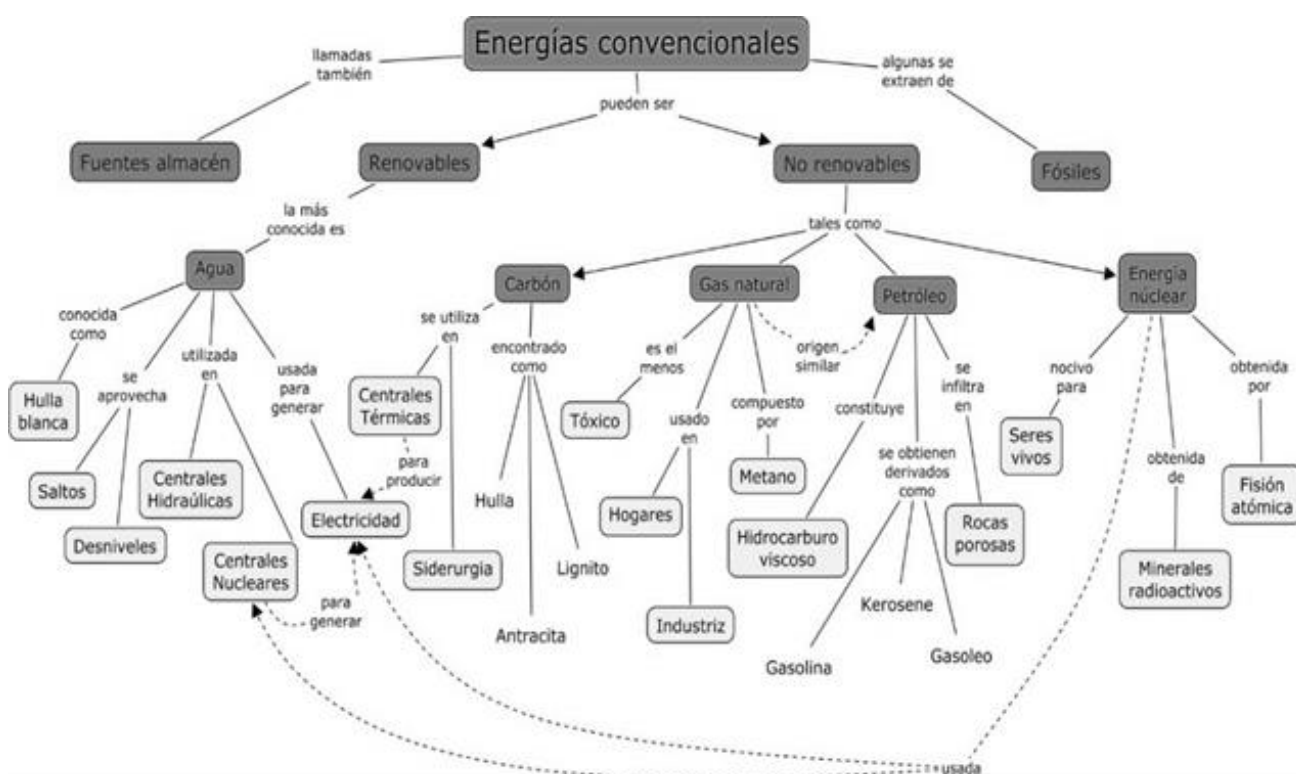 Energías convencionales
llamadas
también
algunas se
extraen de
pueden ser
Fuentes almacén
Renovables
No renovables
Fósiles
la más
conocida es
tales como
Agua
Carbón
Gas natural
Petróleo
Energía
núclear
conocida
como
se
aprovecha
utilizada
en
usada
para
generar
se utiliza
en
encontrado
como
es el
menos
origen
similar
se
infiltra
en
nocivo
para
obtenida
por
Hulla
blanca
Centrales
Térmicas
Tóxico
usado
en
compuesto
por
constituye
Seres
vivos
se obtienen
derivados
como
obtenida
de
para
producir
Saltos
Centrales
Hidraúlicas
Metano
Fisión
atómica
Hulla
Electricidad
Hogares
Hidrocarburo
viscoso
Rocas
porosas
Desniveles
Centrales
Nucleares
Siderurgia
Lignito
Minerales
radioactivos
para
generar
Kerosene
Antracita
Industriz
Gasolina
Gasoleo
usada